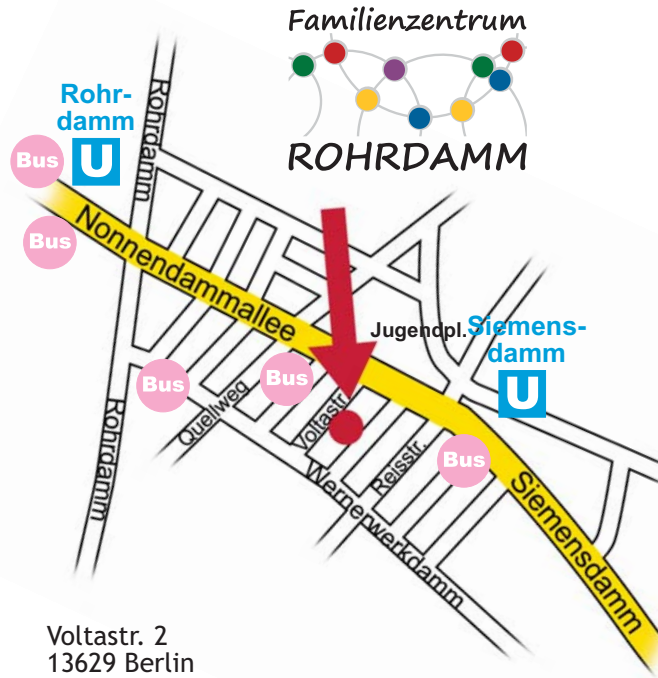 Familienzentrum
ROHRDAMM
Rohr-
damm
U
Bus
Bus
Rohrdamm
Nonnendammallee
Jugendpl.
Siemens-
damm
U
Bus
Bus
Quellweg
Voltastr.
Reisstr.
Bus
Rohrdamm
Wernerwerkdamm
Siemensdamm
Voltastr. 2
13629 Berlin